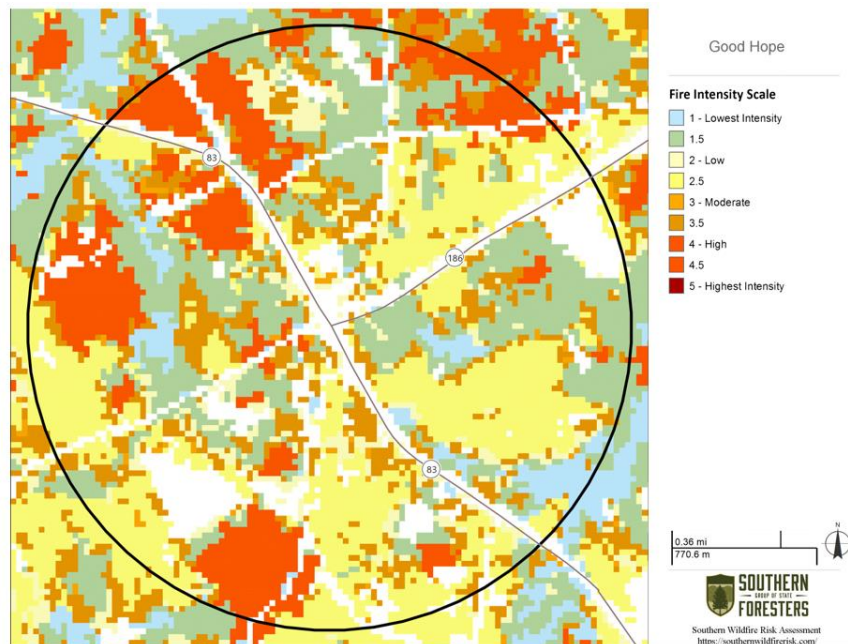 Good Hope
Fire Intensity Scale
1 - Lowest Intensity
1.5
2 - Low
2.5
3 - Moderate
3.5
4 - High
4.5
5 - Highest Intensity
83
186
83
0.36 mi
770.6 m
N
SOUTHERN
GROUP OF STATE
FORESTERS
Southern Wildfire Risk Assessment
https://southernwildfirerisk.com/